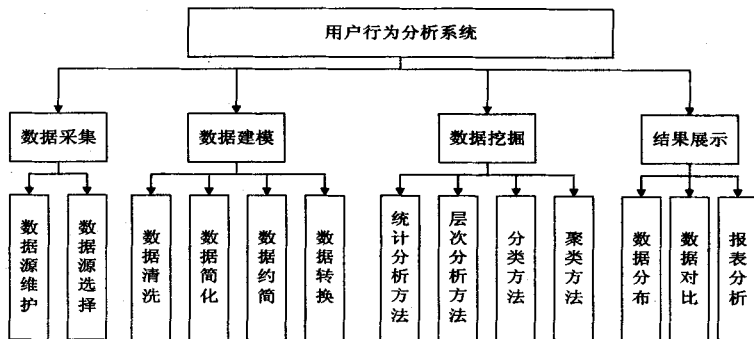 用户行为分析系统
数据采集
数据建模
数据挖掘
结果展示
数据源维护
数据源选择
数据清洗
数据简化
数据约简
数据转换
统计分析方法
层次分析方法
分类方法
聚类方法
数据分布
数据对比
报表分析